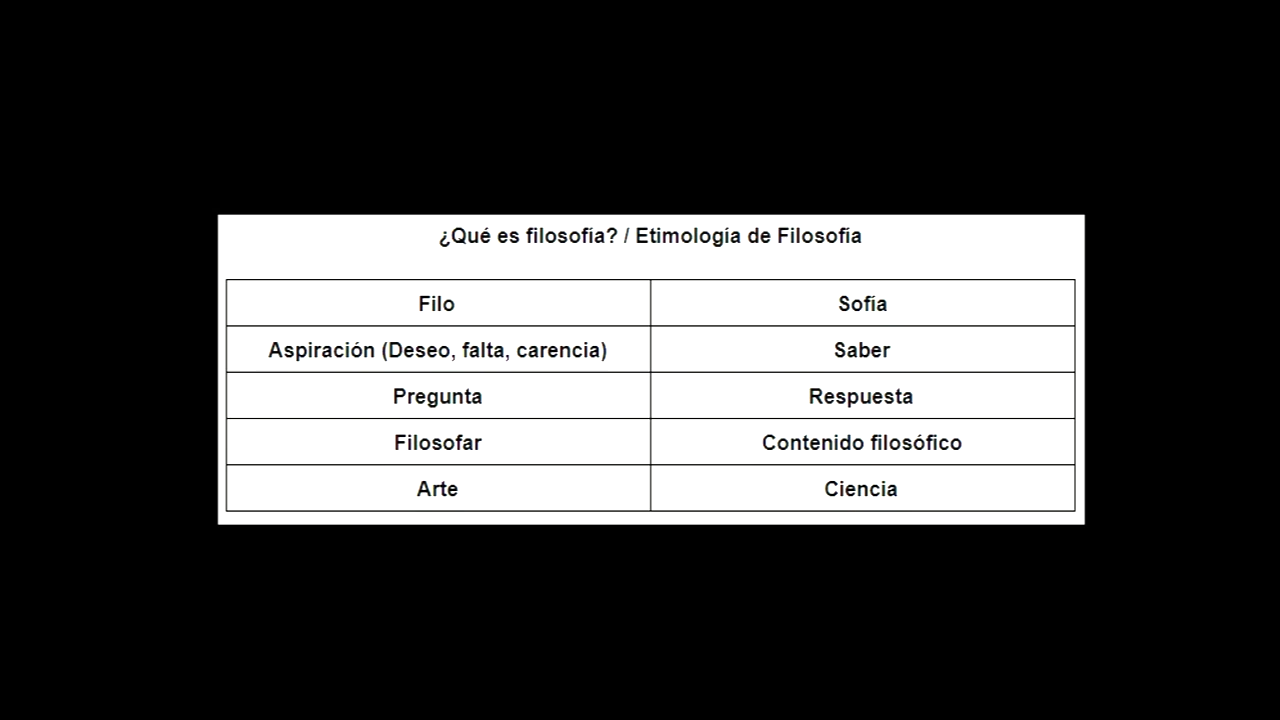 ¿Qué es filosofía? / Etimología de Filosofía
Filo Sofía
Aspiración (Deseo, falta, carencia) Saber
Pregunta Respuesta
Filosofar Contenido filosófico
Arte Ciencia